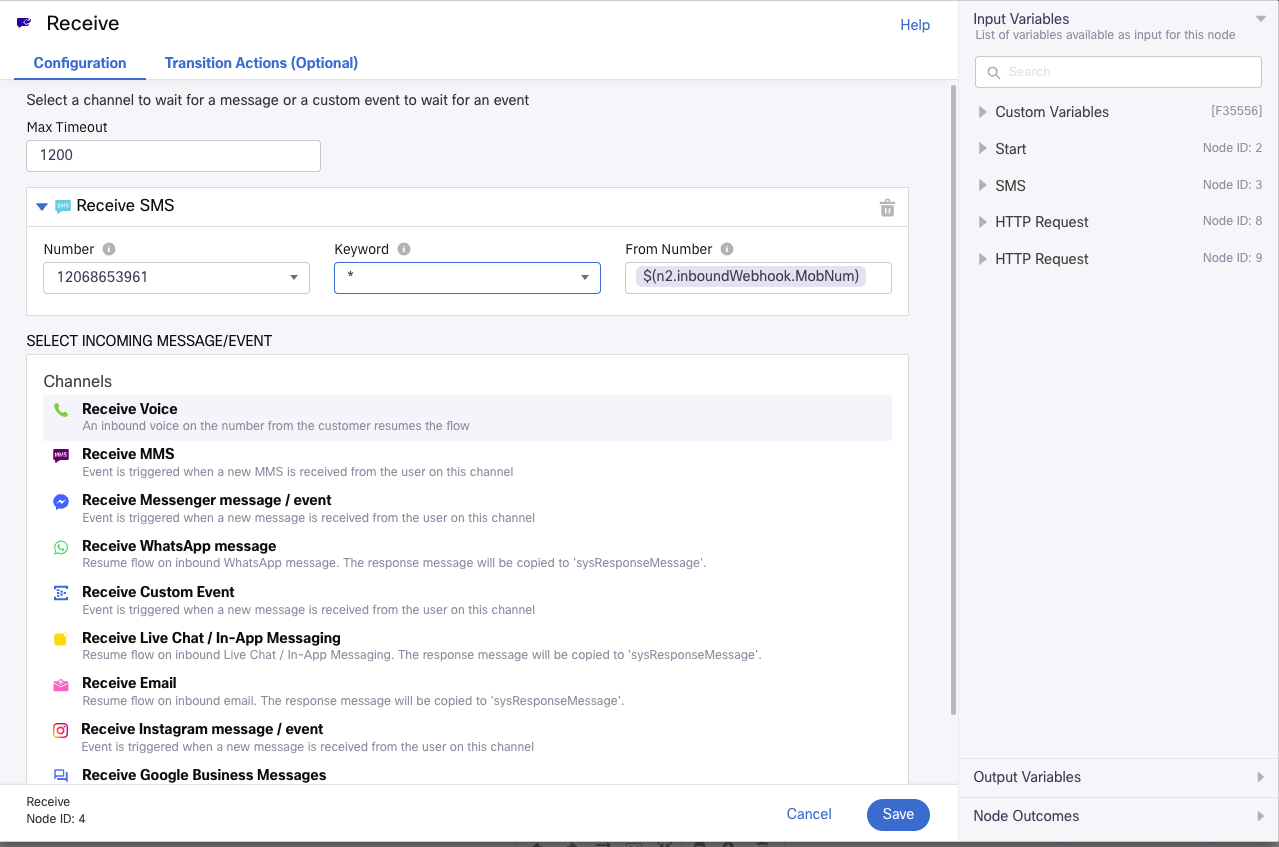 Receive
Help
Configuration
Transition Actions (Optional)
Select a channel to wait for a message or a custom event to wait for an event
Max Timeout
1200
Receive SMS
Number
Keyword
From Number
12068653961
*
$(n2.inboundWebhook.MobNum)
SELECT INCOMING MESSAGE/EVENT
Channels
Receive Voice
An inbound voice on the number from the customer resumes the flow
MMS
Receive MMS
Event is triggered when a new MMS is received from the user on this channel
Receive Messenger message / event
Event is triggered when a new message is received from the user on this channel
Receive WhatsApp message
Resume flow on inbound WhatsApp message. The response message will be copied to 'sysResponseMessage'.
Receive Custom Event
Event is triggered when a new message is received from the user on this channel
Receive Live Chat / In-App Messaging
Resume flow on inbound Live Chat / In-App Messaging. The response message will be copied to 'sysResponseMessage'.
Receive Email
Resume flow on inbound email. The response message will be copied to 'sysResponseMessage'.
Receive Instagram message / event
Event is triggered when a new message is received from the user on this channel
Receive Google Business Messages
Receive
Node ID: 4
Cancel
Save
Input Variables
List of variables available as input for this node
Search
Custom Variables [F35556]
Start Node ID: 2
SMS Node ID: 3
HTTP Request Node ID: 8
HTTP Request Node ID: 9
Output Variables
Node Outcomes